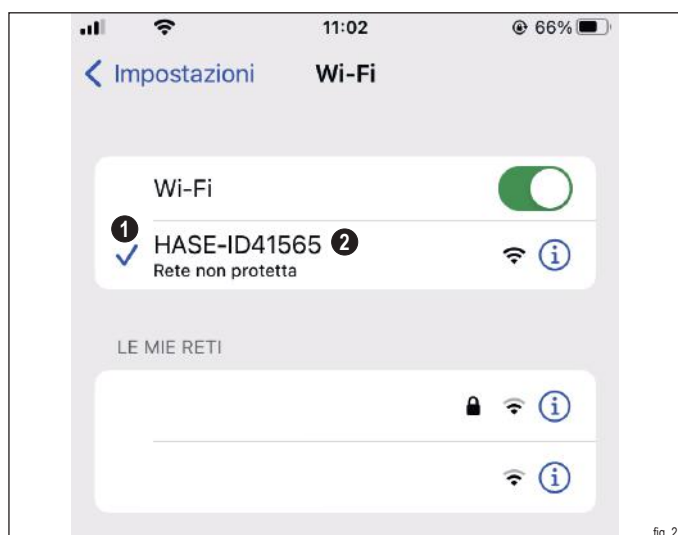 11:02 66%
Impostazioni Wi-Fi
Wi-Fi
1
HASE-ID41565 2
Rete non protetta
LE MIE RETI
fig. 2